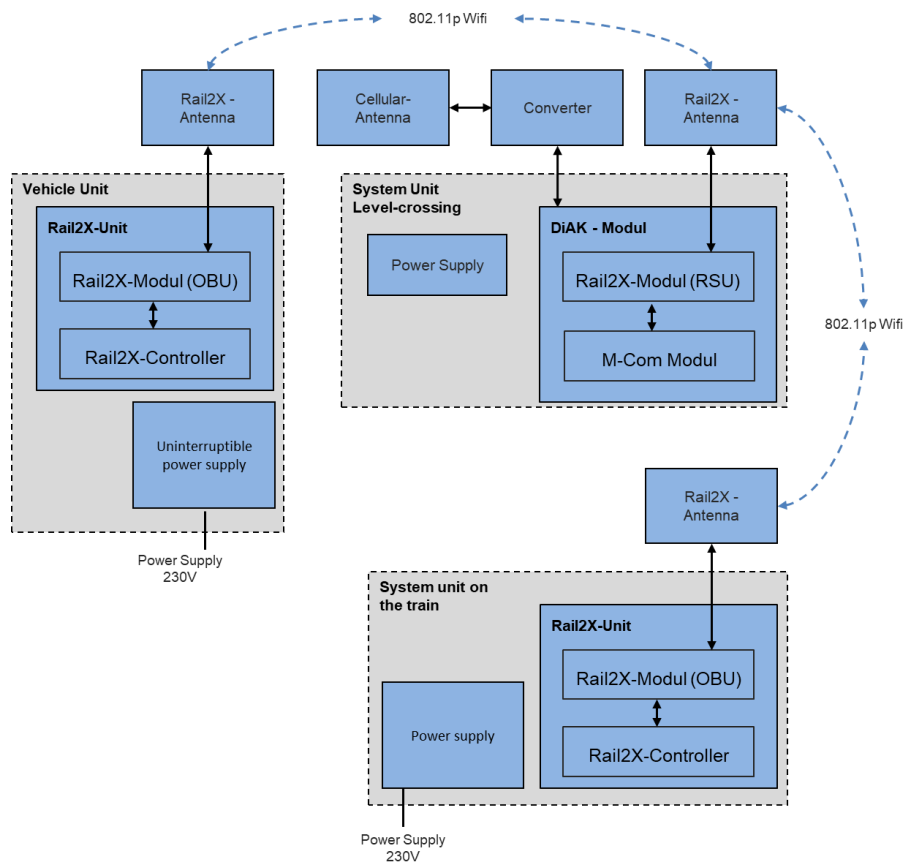 802.11p Wifi
Rail2X -
Antenna
Cellular-
Antenna
Converter
Rail2X -
Antenna
Vehicle Unit
Rail2X-Unit
Rail2X-Modul (OBU)
Rail2X-Controller
Uninterruptible
power supply
Power Supply
230V
System Unit
Level-crossing
Power Supply
DiAK - Modul
Rail2X-Modul (RSU)
M-Com Modul
802.11p Wifi
Rail2X -
Antenna
System unit on
the train
Rail2X-Unit
Rail2X-Modul (OBU)
Rail2X-Controller
Power supply
Power Supply
230V